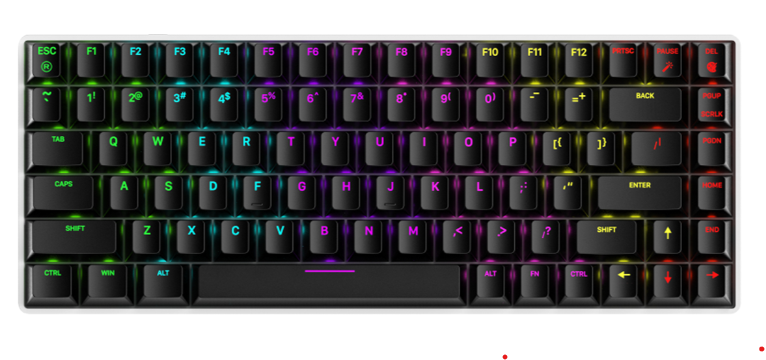 ESC F1 F2 F3 F4 F5 F6 F7 F8 F9 F10 F11 F12 PRTSC PAUSE DEL
®
~ ` 1! 2@ 3# 4$ 5% 6^ 7& 8* 9( 0) -_ =+ BACK PGUP
SCRLK
TAB Q W E R T Y U I O P [{ ]} \| PGDN
CAPS A S D F G H J K L ;: '" ENTER HOME
SHIFT Z X C V B N M ,< .> /? SHIFT ↑ END
CTRL WIN ALT ALT FN CTRL ← ↓ →